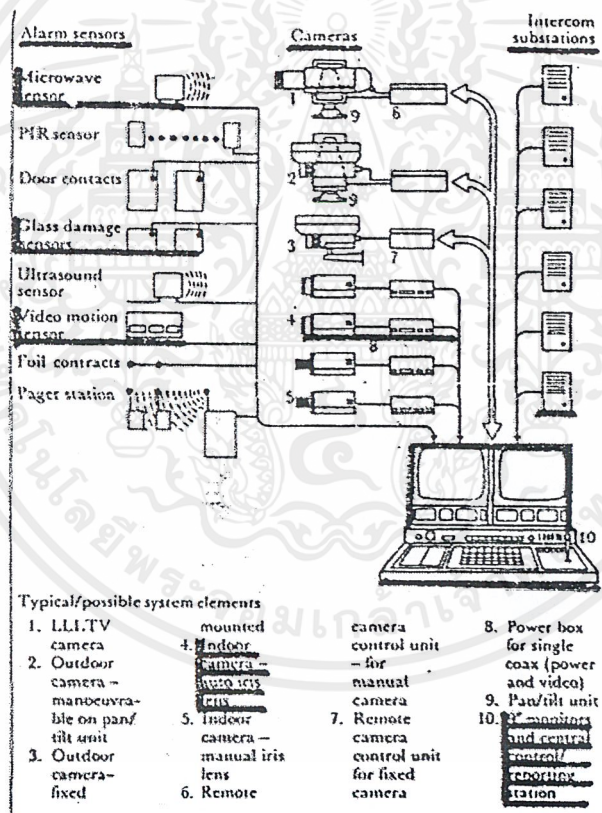 Alarm sensors
Cameras
Intercom
substations
Microwave
sensor
PIR sensor
Door contacts
Glass damage
sensors
Ultrasound
sensor
Video motion
sensor
Foil contracts
Pager station
1
9
6
2
9
3
7
4
8
5
10
Typical/possible system elements
1. LLLTV
camera
2. Outdoor
camera –
manoeuvra-
ble on pan/
tilt unit
3. Outdoor
camera–
fixed
mounted
4. Indoor
camera –
auto iris
lens
5. Indoor
camera –
manual iris
lens
6. Remote
camera
control unit
– for
manual
camera
7. Remote
camera
control unit
for fixed
camera
8. Power box
for single
coax (power
and video)
9. Pan/tilt unit
10. monitors
and central
control/
reporting
station